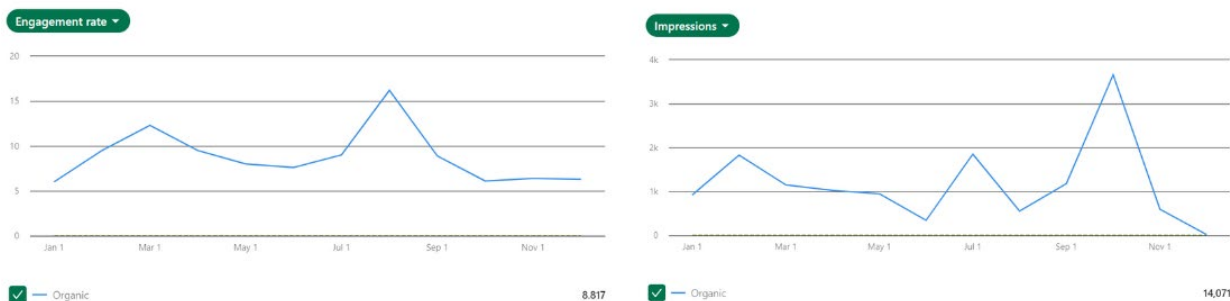 Engagement rate
20
15
10
5
0
Jan 1 Mar 1 May 1 Jul 1 Sep 1 Nov 1
Organic 8.817
Impressions
4k
3k
2k
1k
0
Jan 1 Mar 1 May 1 Jul 1 Sep 1 Nov 1
Organic 14,071